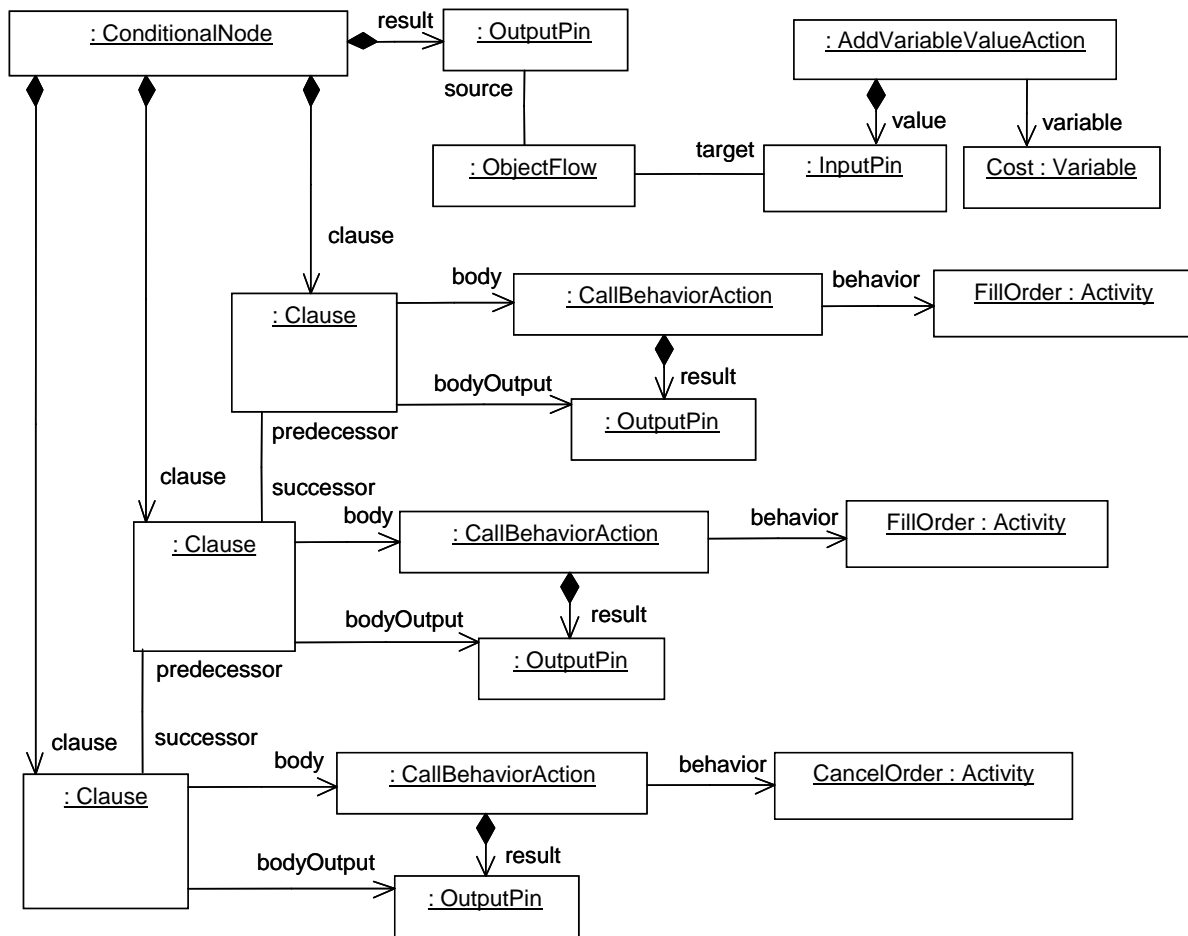 result
: ConditionalNode
: OutputPin
: AddVariableValueAction
source
value
variable
target
: ObjectFlow
: InputPin
Cost : Variable
clause
body
behavior
: Clause
: CallBehaviorAction
FillOrder : Activity
result
bodyOutput
: OutputPin
predecessor
clause
successor
body
behavior
: Clause
: CallBehaviorAction
FillOrder : Activity
result
bodyOutput
: OutputPin
predecessor
clause
successor
body
behavior
: Clause
: CallBehaviorAction
CancelOrder : Activity
result
bodyOutput
: OutputPin